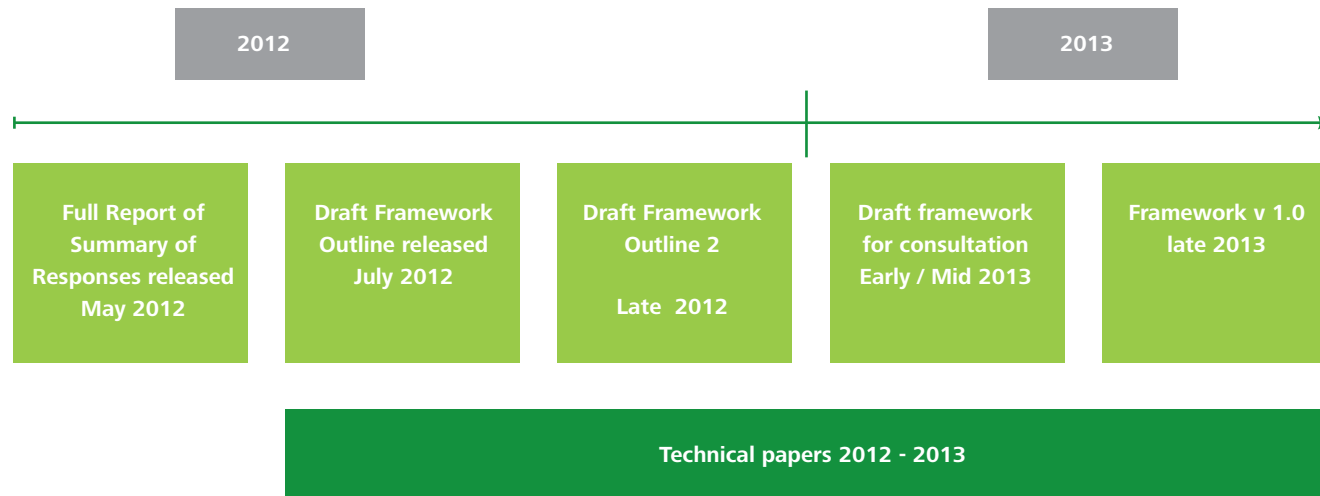 2012
2013
Full Report of
Summary of
Responses released
May 2012
Draft Framework
Outline released
July 2012
Draft Framework
Outline 2
Late 2012
Draft framework
for consultation
Early / Mid 2013
Framework v 1.0
late 2013
Technical papers 2012 - 2013